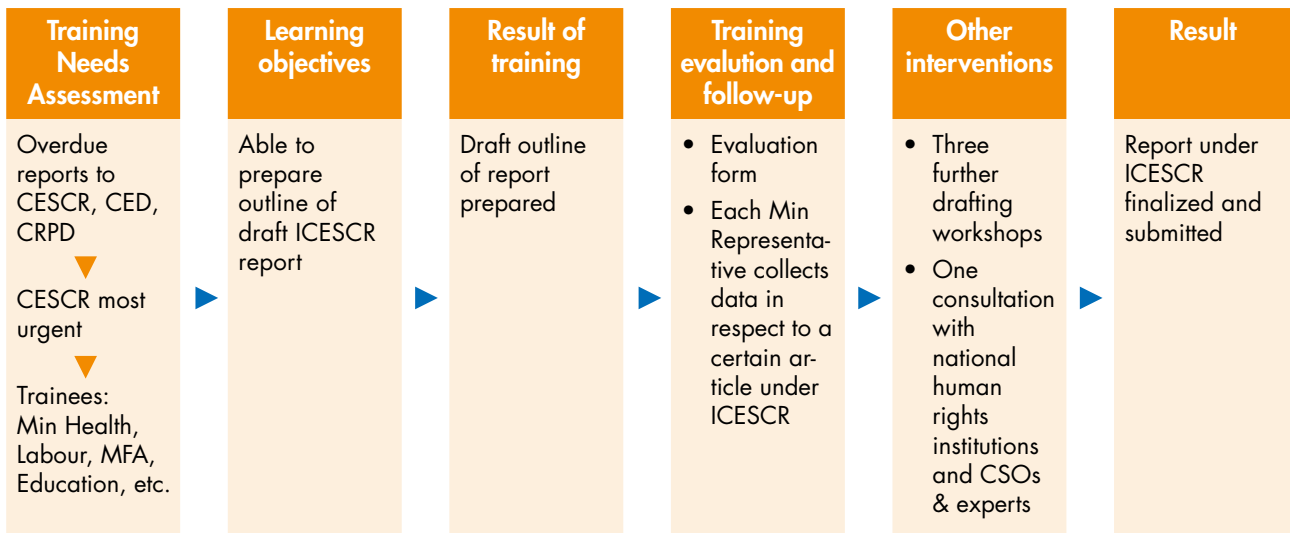 Training
Needs
Assessment
Overdue
reports to
CESCR, CED,
CRPD
CESCR most
urgent
Trainees:
Min Health,
Labour, MFA,
Education, etc.
Learning
objectives
Able to
prepare
outline of
draft ICESCR
report
Result of
training
Draft outline
of report
prepared
Training
evalution and
follow-up
• Evaluation
form
• Each Min
Representa-
tive collects
data in
respect to a
certain ar-
ticle under
ICESCR
Other
interventions
• Three
further
drafting
workshops
• One
consultation
with
national
human
rights
institutions
and CSOs
& experts
Result
Report under
ICESCR
finalized and
submitted